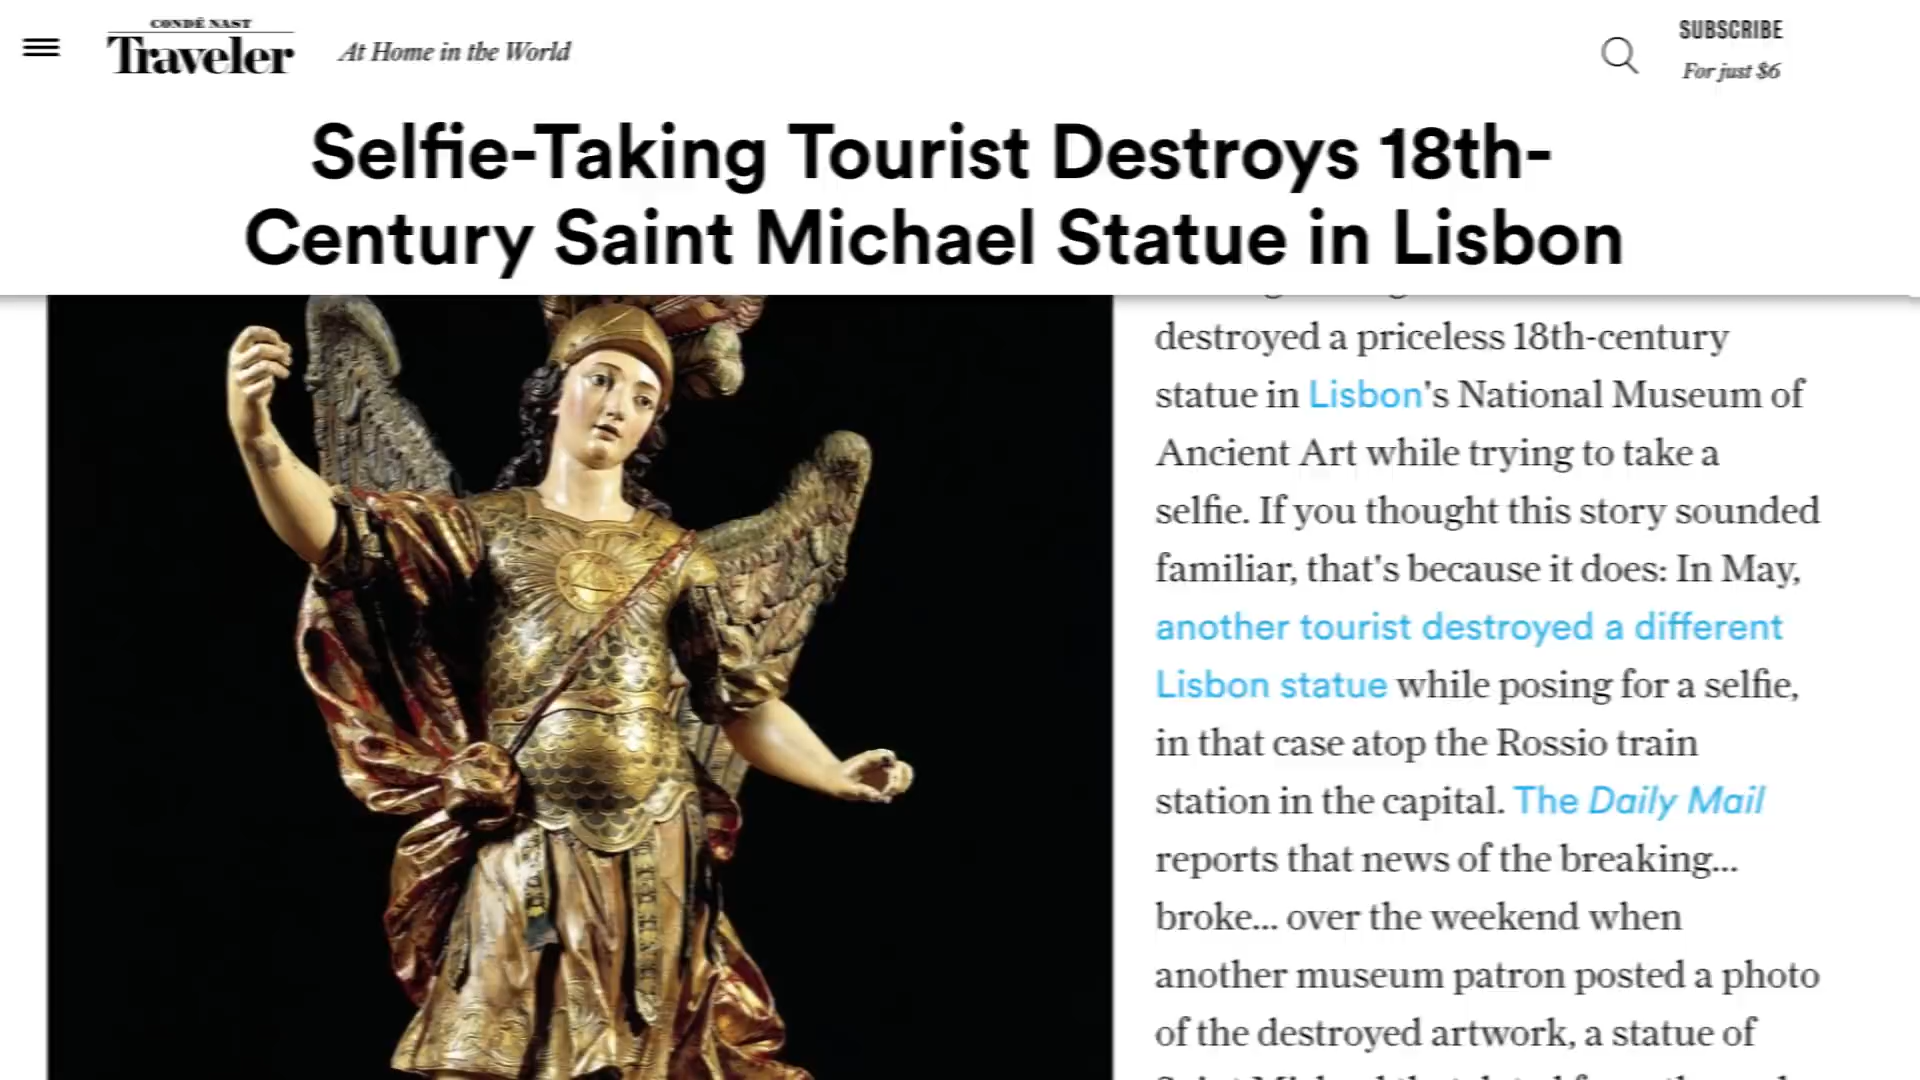 CONDÉ NAST
Traveler
At Home in the World
SUBSCRIBE
For just $6
Selfie-Taking Tourist Destroys 18th-
Century Saint Michael Statue in Lisbon
destroyed a priceless 18th-century
statue in Lisbon's National Museum of
Ancient Art while trying to take a
selfie. If you thought this story sounded
familiar, that's because it does: In May,
another tourist destroyed a different
Lisbon statue while posing for a selfie,
in that case atop the Rossio train
station in the capital. The Daily Mail
reports that news of the breaking...
broke... over the weekend when
another museum patron posted a photo
of the destroyed artwork, a statue of